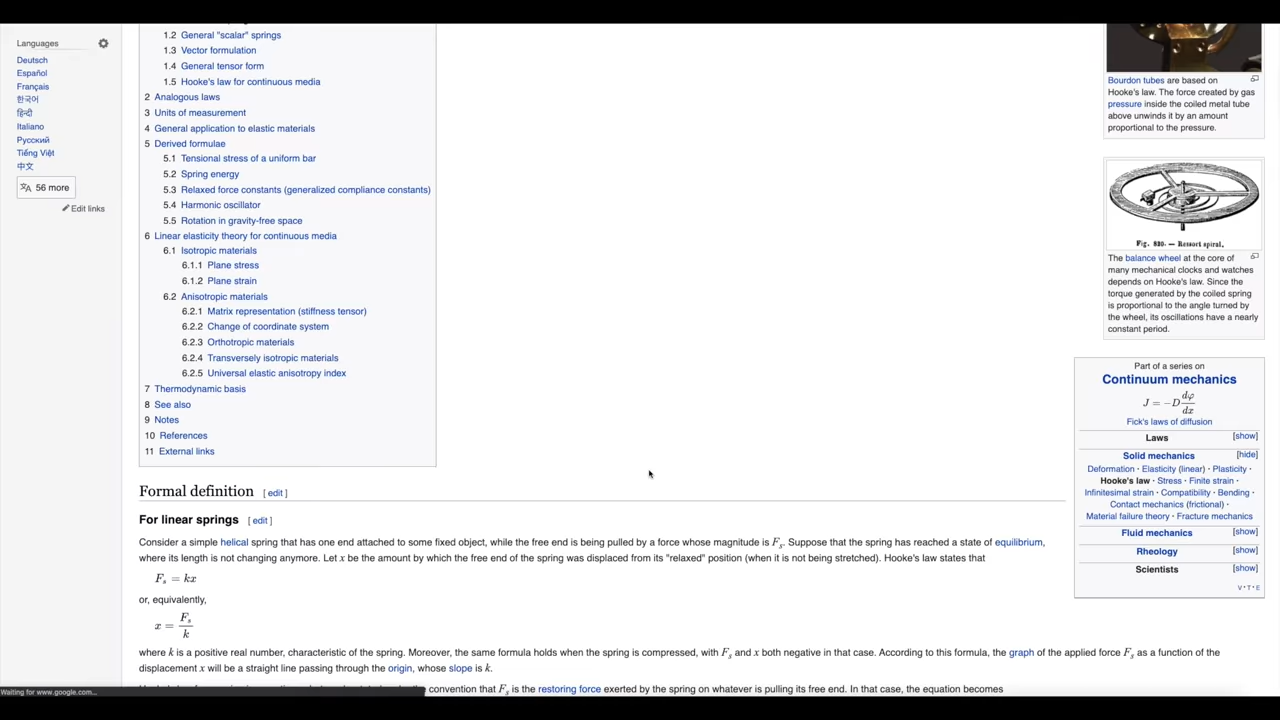 Languages
Deutsch
Español
Français
한국어
हिन्दी
Italiano
Русский
Tiếng Việt
中文
56 more
Edit links
1.2 General "scalar" springs
1.3 Vector formulation
1.4 General tensor form
1.5 Hooke's law for continuous media
2 Analogous laws
3 Units of measurement
4 General application to elastic materials
5 Derived formulae
5.1 Tensional stress of a uniform bar
5.2 Spring energy
5.3 Relaxed force constants (generalized compliance constants)
5.4 Harmonic oscillator
5.5 Rotation in gravity-free space
6 Linear elasticity theory for continuous media
6.1 Isotropic materials
6.1.1 Plane stress
6.1.2 Plane strain
6.2 Anisotropic materials
6.2.1 Matrix representation (stiffness tensor)
6.2.2 Change of coordinate system
6.2.3 Orthotropic materials
6.2.4 Transversely isotropic materials
6.2.5 Universal elastic anisotropy index
7 Thermodynamic basis
8 See also
9 Notes
10 References
11 External links
Formal definition [ edit ]
For linear springs [ edit ]
Consider a simple helical spring that has one end attached to some fixed object, while the free end is being pulled by a force whose magnitude is Fs. Suppose that the spring has reached a state of equilibrium,
where its length is not changing anymore. Let x be the amount by which the free end of the spring was displaced from its "relaxed" position (when it is not being stretched). Hooke's law states that
Fs = kx
or, equivalently,
x = Fs/k
where k is a positive real number, characteristic of the spring. Moreover, the same formula holds when the spring is compressed, with Fs and x both negative in that case. According to this formula, the graph of the applied force Fs as a function of the
displacement x will be a straight line passing through the origin, whose slope is k.
the convention that Fs is the restoring force exerted by the spring on whatever is pulling its free end. In that case, the equation becomes
Bourdon tubes are based on
Hooke's law. The force created by gas
pressure inside the coiled metal tube
above unwinds it by an amount
proportional to the pressure.
Fig. 880. — Ressort spiral.
The balance wheel at the core of
many mechanical clocks and watches
depends on Hooke's law. Since the
torque generated by the coiled spring
is proportional to the angle turned by
the wheel, its oscillations have a nearly
constant period.
Part of a series on
Continuum mechanics
J = −D dφ/dx
Fick's laws of diffusion
Laws [show]
Solid mechanics [hide]
Deformation · Elasticity (linear) · Plasticity ·
Hooke's law · Stress · Finite strain ·
Infinitesimal strain · Compatibility · Bending ·
Contact mechanics (frictional) ·
Material failure theory · Fracture mechanics
Fluid mechanics [show]
Rheology [show]
Scientists [show]
V · T · E
Waiting for www.google.com...